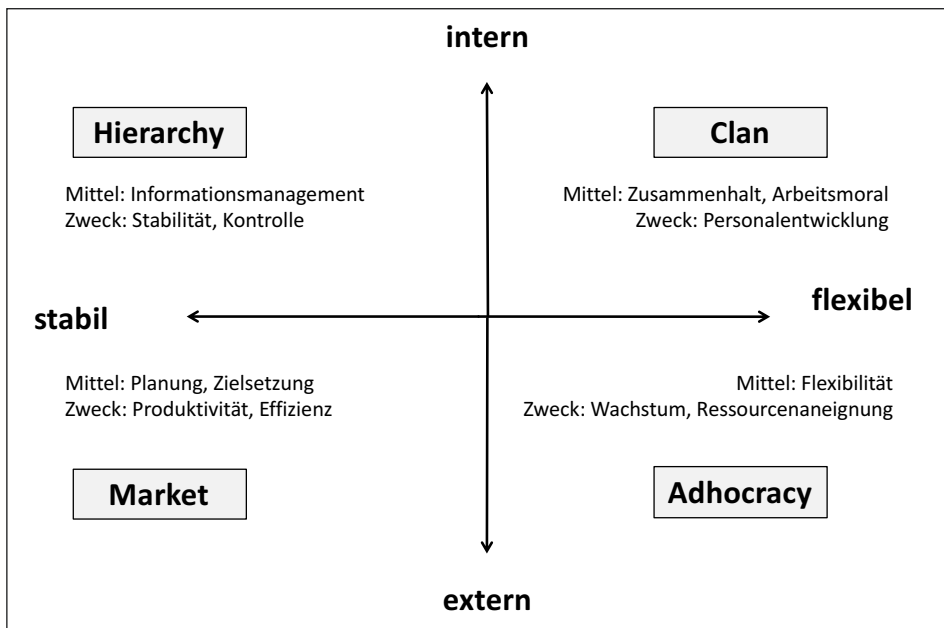 intern
Hierarchy
Clan
Mittel: Informationsmanagement
Zweck: Stabilität, Kontrolle
Mittel: Zusammenhalt, Arbeitsmoral
Zweck: Personalentwicklung
stabil
flexibel
Mittel: Planung, Zielsetzung
Zweck: Produktivität, Effizienz
Mittel: Flexibilität
Zweck: Wachstum, Ressourcenaneignung
Market
Adhocracy
extern